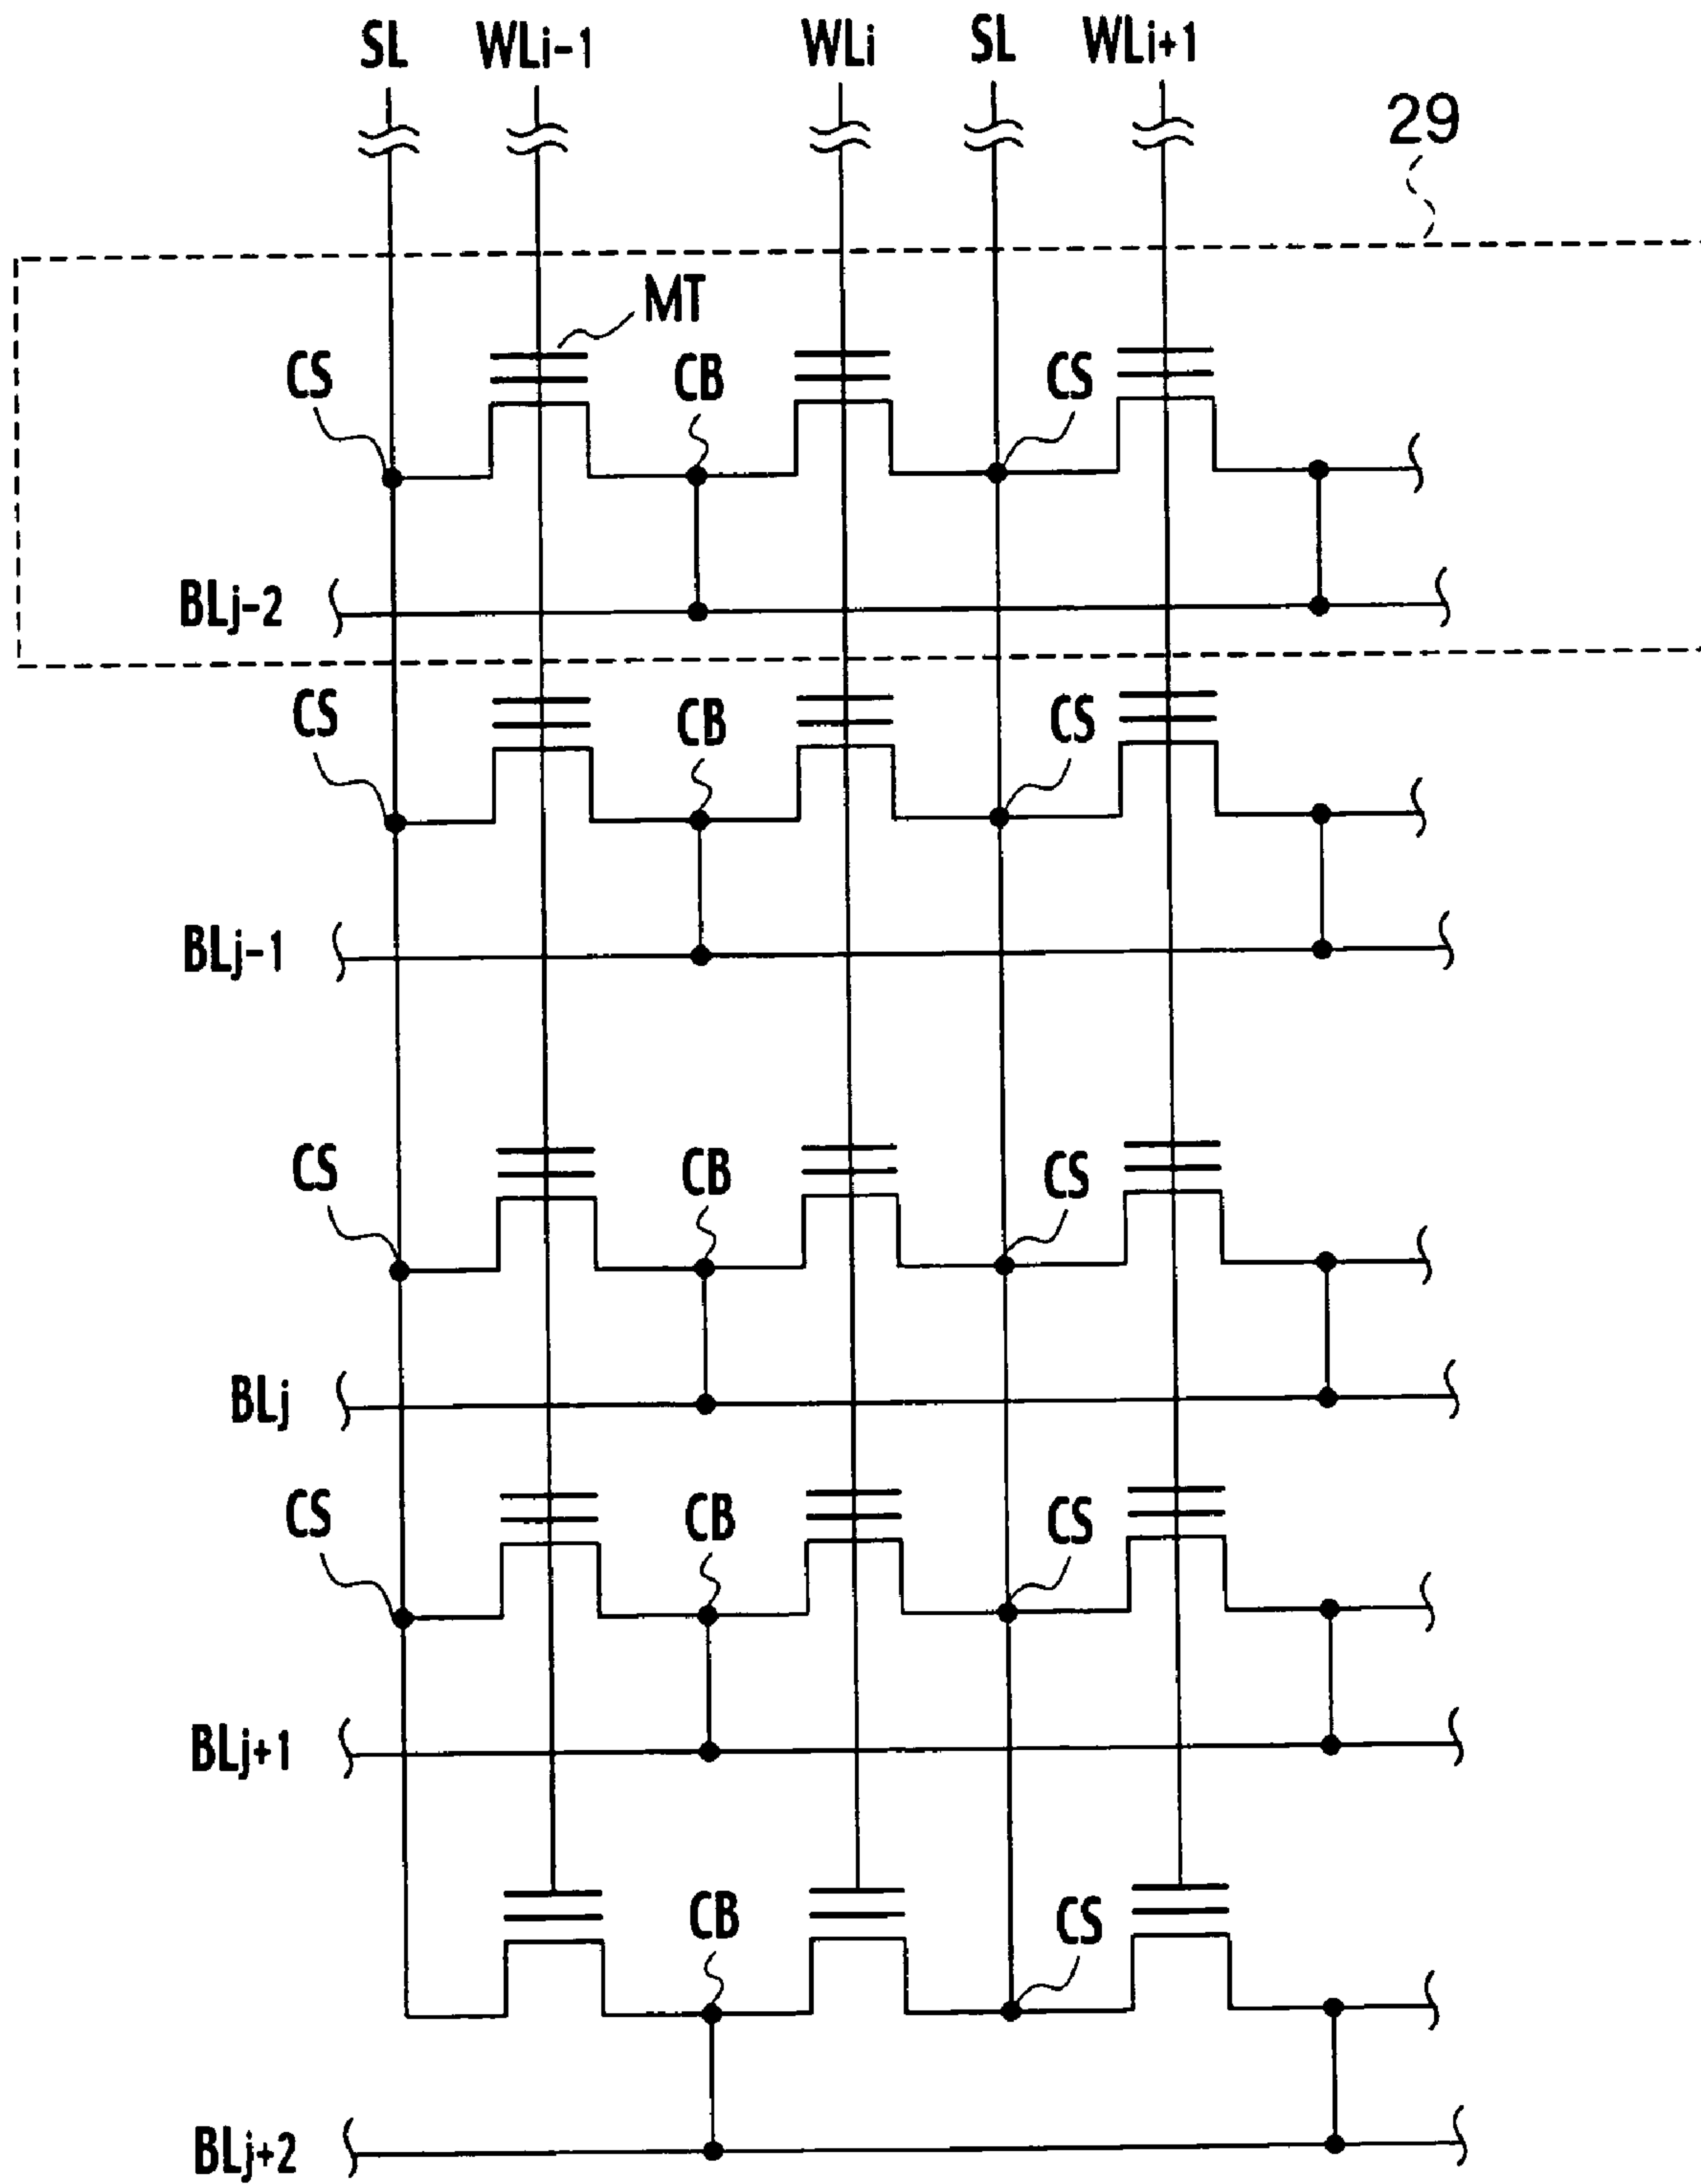 SL WLi-1 WLi SL WLi+1
29
MT
CS CB CS
BLj-2
CS CB CS
BLj-1
CS CB CS
BLj
CS CB CS
BLj+1
CB CS
BLj+2